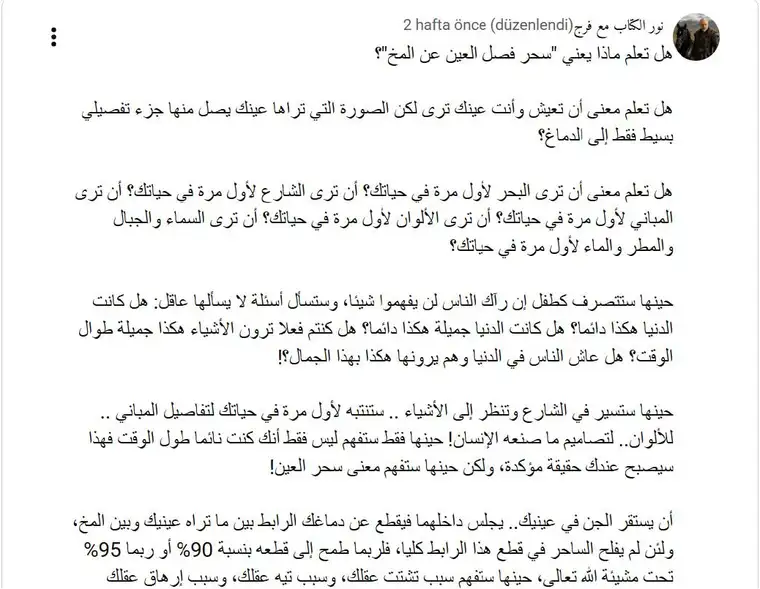 نور الكتاب مع فرج 2 hafta önce (düzenlendi)
هل تعلم ماذا يعني "سحر فصل العين عن المخ"؟
هل تعلم معنى أن تعيش وأنت عينك ترى لكن الصورة التي تراها عينك يصل منها جزء تفصيلي
بسيط فقط إلى الدماغ؟
هل تعلم معنى أن ترى البحر لأول مرة في حياتك؟ أن ترى الشارع لأول مرة في حياتك؟ أن ترى
المباني لأول مرة في حياتك؟ أن ترى الألوان لأول مرة في حياتك؟ أن ترى السماء والجبال
والمطر والماء لأول مرة في حياتك؟
حينها ستتصرف كطفل إن رآك الناس لن يفهموا شيئا، وستسأل أسئلة لا يسألها عاقل: هل كانت
الدنيا هكذا دائما؟ هل كانت الدنيا جميلة هكذا دائما؟ هل كنتم فعلا ترون الأشياء هكذا جميلة طوال
الوقت؟ هل عاش الناس في الدنيا وهم يرونها هكذا بهذا الجمال؟!
حينها ستسير في الشارع وتنظر إلى الأشياء .. ستنتبه لأول مرة في حياتك لتفاصيل المباني ..
للألوان.. لتصاميم ما صنعه الإنسان! حينها فقط ستفهم ليس فقط أنك كنت نائما طول الوقت فهذا
سيصبح عندك حقيقة مؤكدة، ولكن حينها ستفهم معنى سحر العين!
أن يستقر الجن في عينيك.. يجلس داخلهما فيقطع عن دماغك الرابط بين ما تراه عينيك وبين المخ،
ولئن لم يفلح الساحر في قطع هذا الرابط كليا، فلربما طمح إلى قطعه بنسبة 90% أو ربما 95%
تحت مشيئة الله تعالى، حينها ستفهم سبب تشتت عقلك، وسبب تيه عقلك، وسبب إرهاق عقلك